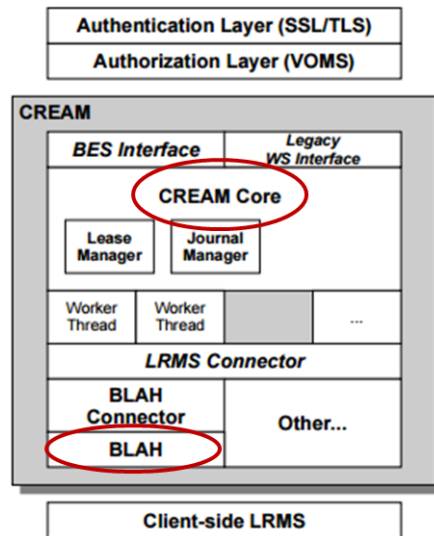 Authentication Layer (SSL/TLS)
Authorization Layer (VOMS)
CREAM
BES Interface
Legacy
WS Interface
CREAM Core
Lease
Manager
Journal
Manager
Worker
Thread
Worker
Thread
...
LRMS Connector
BLAH
Connector
Other...
BLAH
Client-side LRMS